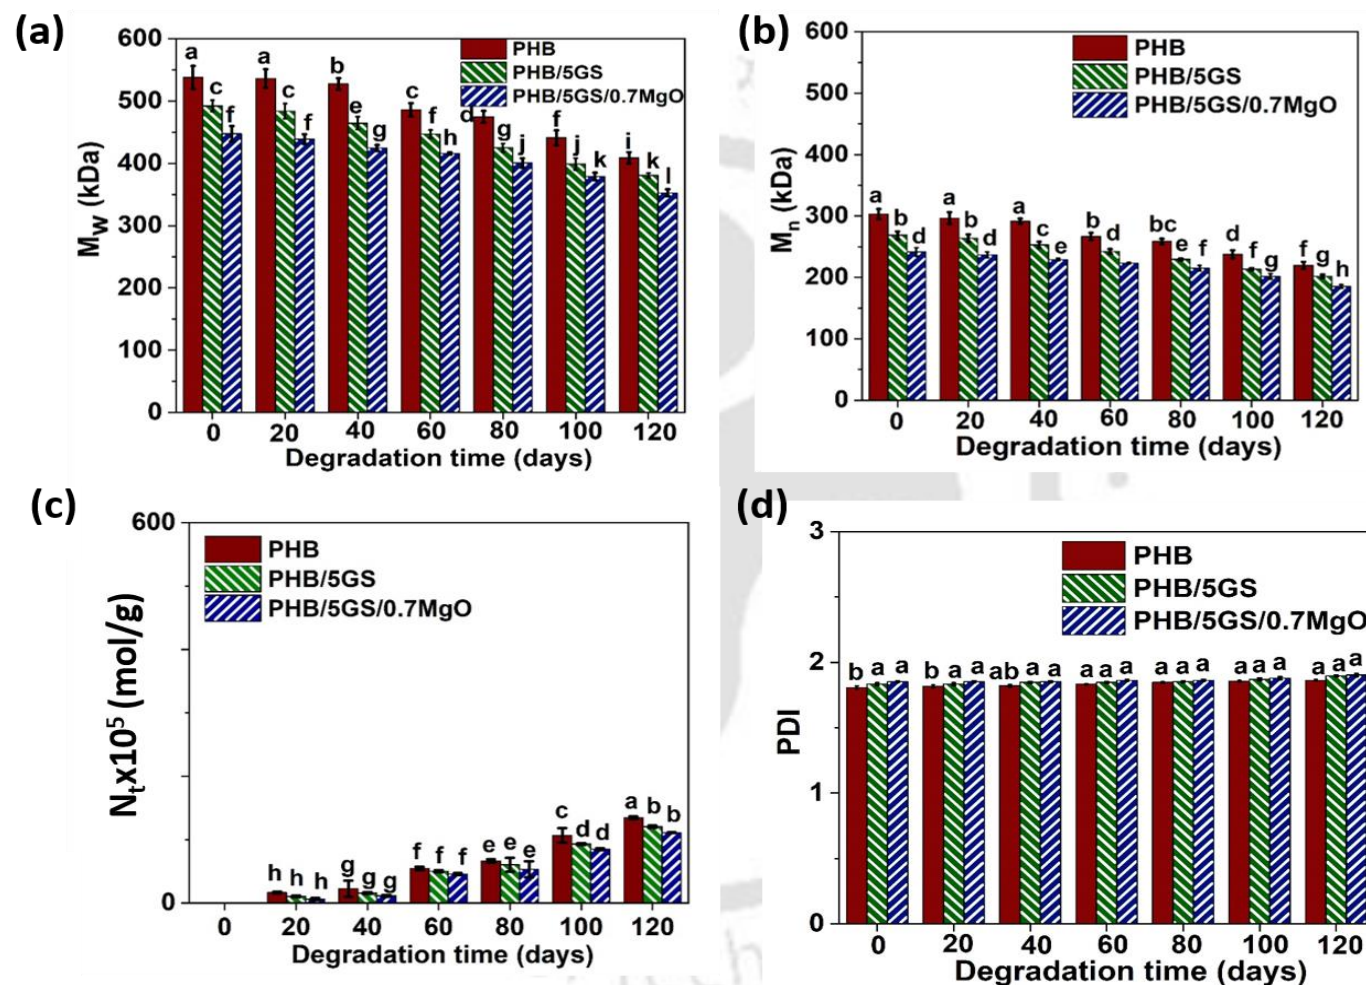 (a)
600
500
400
300
200
100
0
M_w (kDa)
PHB
PHB/5GS
PHB/5GS/0.7MgO
a c f
a c f
b e g
c f h
d g j
f j k
i k l
0 20 40 60 80 100 120
Degradation time (days)
(b)
600
500
400
300
200
100
0
M_n (kDa)
PHB
PHB/5GS
PHB/5GS/0.7MgO
a b d
a b d
a c e
b d
bc e f
d f g
f g h
0 20 40 60 80 100 120
Degradation time (days)
(c)
600
0
N_tx10^5 (mol/g)
PHB
PHB/5GS
PHB/5GS/0.7MgO
h h h
g g g
f f f
e e e
c d d
a b b
0 20 40 60 80 100 120
Degradation time (days)
(d)
3
2
1
0
PDI
PHB
PHB/5GS
PHB/5GS/0.7MgO
b a a
b a a
ab a a
a a a
a a a
a a a
a a a
0 20 40 60 80 100 120
Degradation time (days)